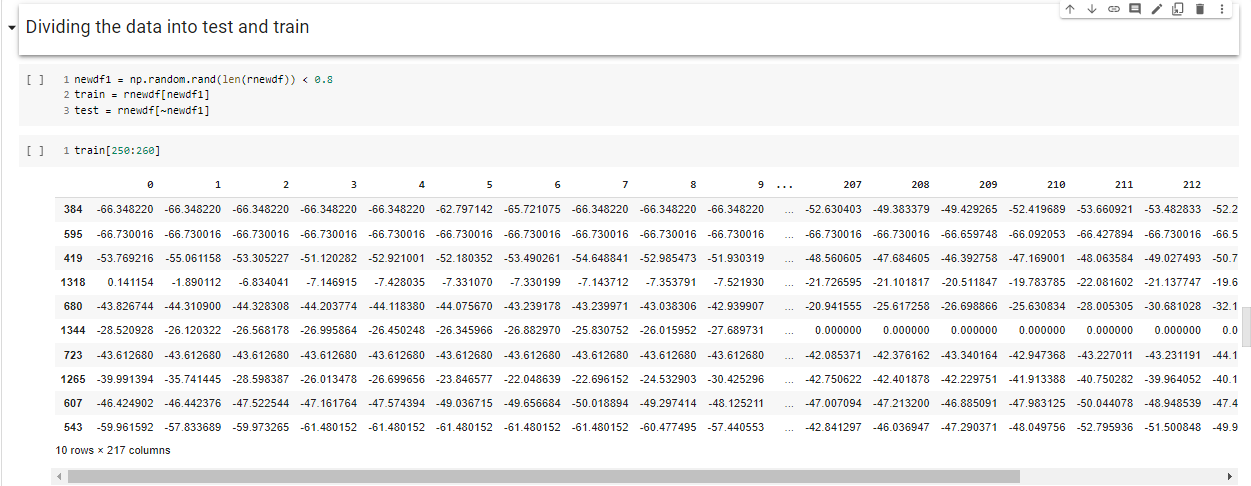 Dividing the data into test and train
[ ] 1 newdf1 = np.random.rand(len(rnewdf)) < 0.8
2 train = rnewdf[newdf1]
3 test = rnewdf[~newdf1]
[ ] 1 train[250:260]
0 1 2 3 4 5 6 7 8 9 ... 207 208 209 210 211 212
384 -66.348220 -66.348220 -66.348220 -66.348220 -66.348220 -62.797142 -65.721075 -66.348220 -66.348220 -66.348220 ... -52.630403 -49.383379 -49.429265 -52.419689 -53.660921 -53.482833 -52.2
595 -66.730016 -66.730016 -66.730016 -66.730016 -66.730016 -66.730016 -66.730016 -66.730016 -66.730016 -66.730016 ... -66.730016 -66.730016 -66.659748 -66.092053 -66.427894 -66.730016 -66.5
419 -53.769216 -55.061158 -53.305227 -51.120282 -52.921001 -52.180352 -53.490261 -54.648841 -52.985473 -51.930319 ... -48.560605 -47.684605 -46.392758 -47.169001 -48.063584 -49.027493 -50.7
1318 0.141154 -1.890112 -6.834041 -7.146915 -7.428035 -7.331070 -7.330199 -7.143712 -7.353791 -7.521930 ... -21.726595 -21.101817 -20.511847 -19.783785 -22.081602 -21.137747 -19.6
680 -43.826744 -44.310900 -44.328308 -44.203774 -44.118380 -44.075670 -43.239178 -43.239971 -43.038306 -42.939907 ... -20.941555 -25.617258 -26.698866 -25.630834 -28.005305 -30.681028 -32.1
1344 -28.520928 -26.120322 -26.568178 -26.995864 -26.450248 -26.345966 -26.882970 -25.830752 -26.015952 -27.689731 ... 0.000000 0.000000 0.000000 0.000000 0.000000 0.000000 0.0
723 -43.612680 -43.612680 -43.612680 -43.612680 -43.612680 -43.612680 -43.612680 -43.612680 -43.612680 -43.612680 ... -42.085371 -42.376162 -43.340164 -42.947368 -43.227011 -43.231191 -44.1
1265 -39.991394 -35.741445 -28.598387 -26.013478 -26.699656 -23.846577 -22.048639 -22.696152 -24.532903 -30.425296 ... -42.750622 -42.401878 -42.229751 -41.913388 -40.750282 -39.964052 -40.1
607 -46.424902 -46.442376 -47.522544 -47.161764 -47.574394 -49.036715 -49.656684 -50.018894 -49.297414 -48.125211 ... -47.007094 -47.213200 -46.885091 -47.983125 -50.044078 -48.948539 -47.4
543 -59.961592 -57.833689 -59.973265 -61.480152 -61.480152 -61.480152 -61.480152 -61.480152 -60.477495 -57.440553 ... -42.841297 -46.036947 -47.290371 -48.049756 -52.795936 -51.500848 -49.9
10 rows × 217 columns